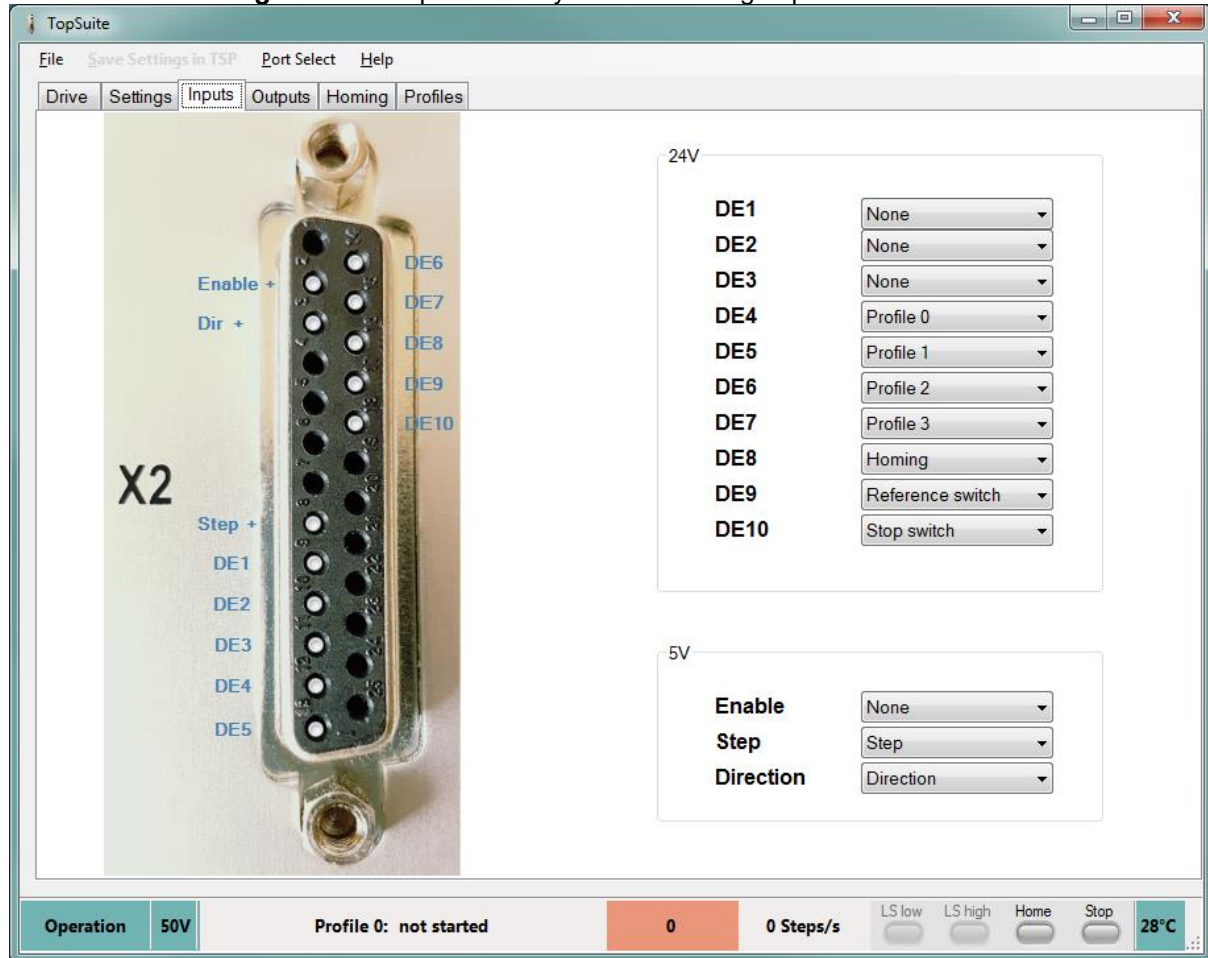 TopSuite
File Save Settings in TSP Port Select Help
Drive Settings Inputs Outputs Homing Profiles
24V
DE1 None
DE2 None
DE3 None
DE4 Profile 0
DE5 Profile 1
DE6 Profile 2
DE7 Profile 3
DE8 Homing
DE9 Reference switch
DE10 Stop switch
5V
Enable None
Step Step
Direction Direction
DE6
Enable +
DE7
Dir +
DE8
DE9
DE10
X2
Step +
DE1
DE2
DE3
DE4
DE5
Operation 50V Profile 0: not started 0 0 Steps/s LS low LS high Home Stop 28°C